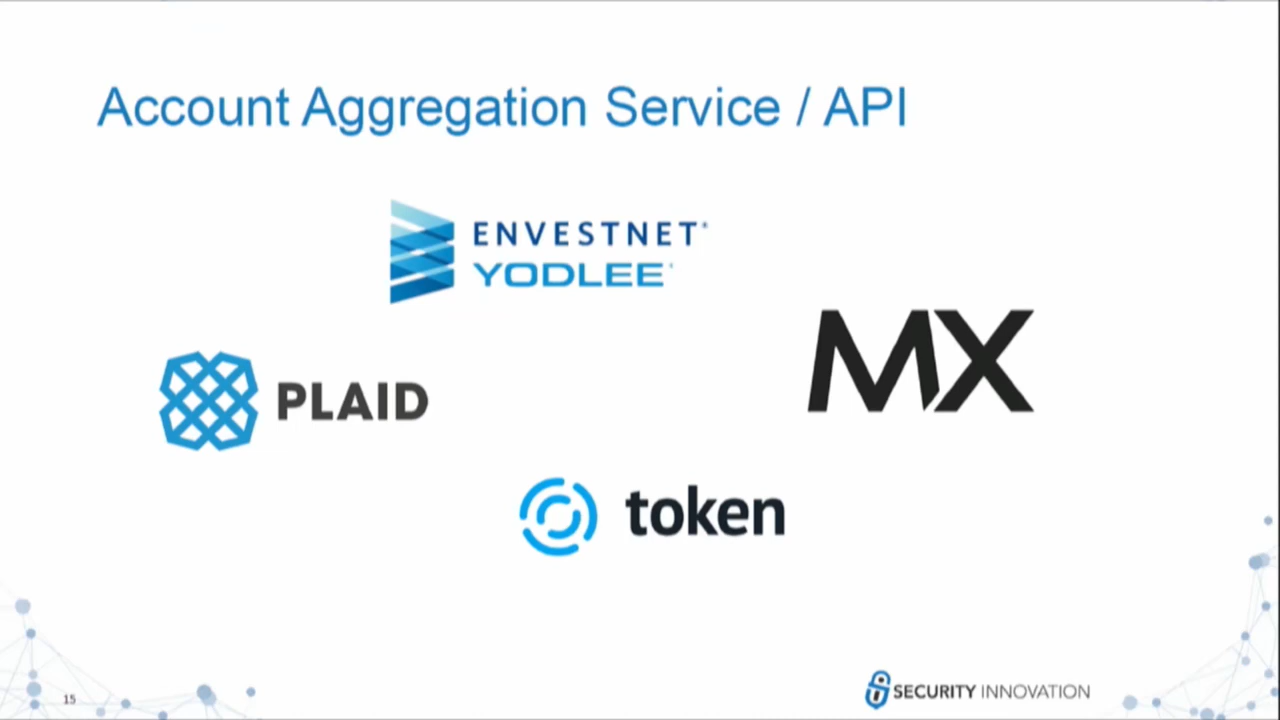 Account Aggregation Service / API
ENVESTNET®
YODLEE®
MX
PLAID
token
15
SECURITY INNOVATION